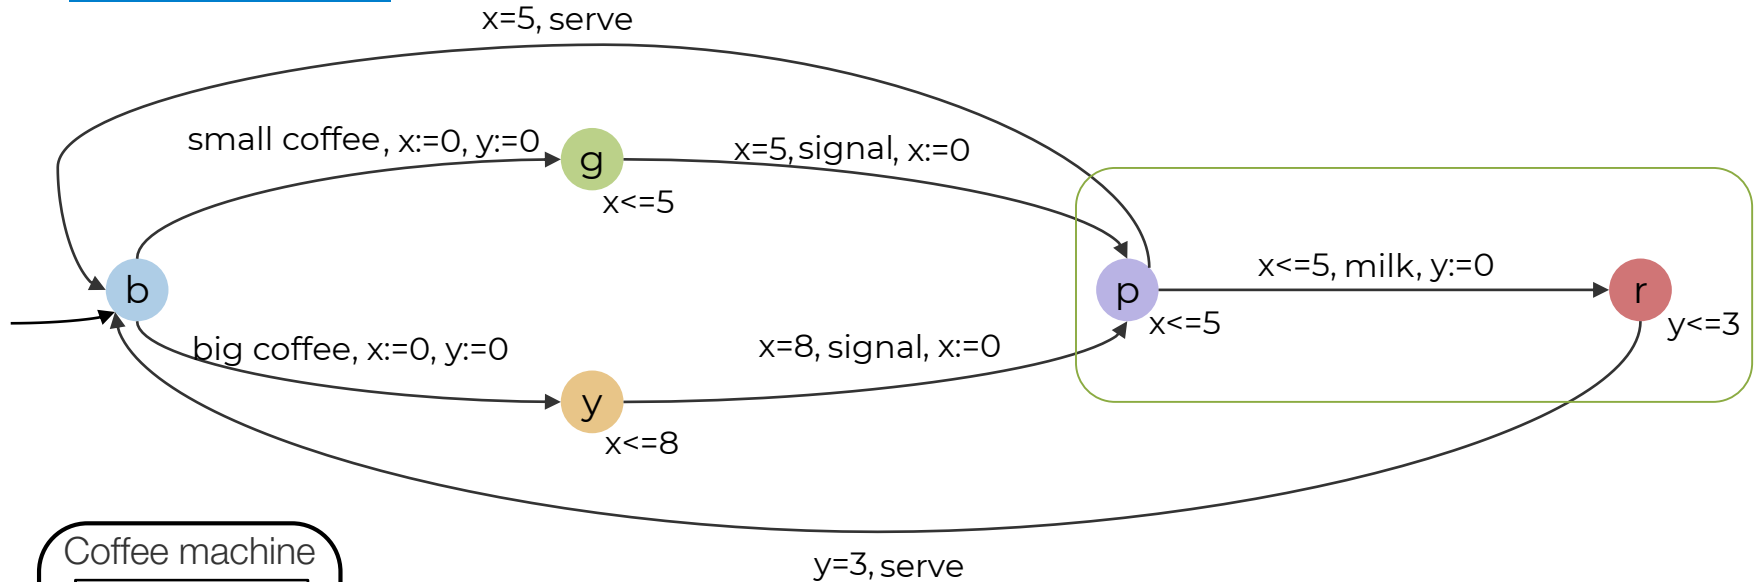 x=5, serve
small coffee, x:=0, y:=0
g
x<=5
x=5, signal, x:=0
b
p
x<=5
x<=5, milk, y:=0
r
y<=3
big coffee, x:=0, y:=0
y
x<=8
x=8, signal, x:=0
y=3, serve
Coffee machine